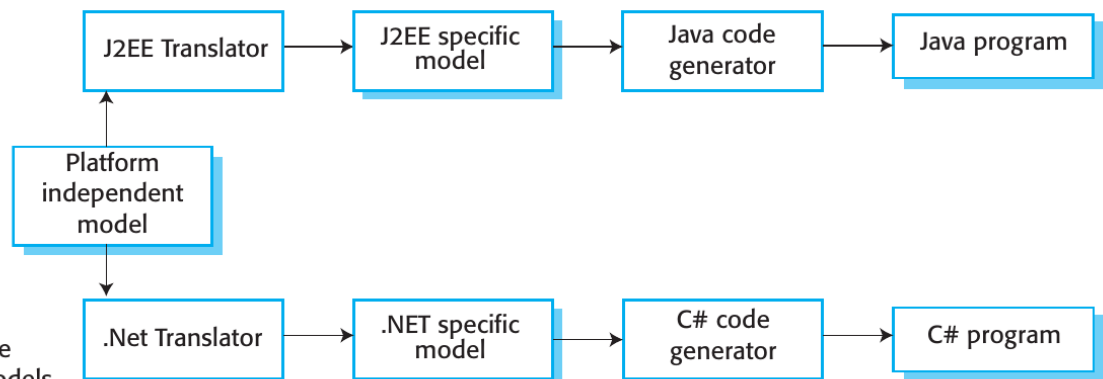 J2EE Translator
J2EE specific
model
Java code
generator
Java program
Platform
independent
model
.Net Translator
.NET specific
model
C# code
generator
C# program